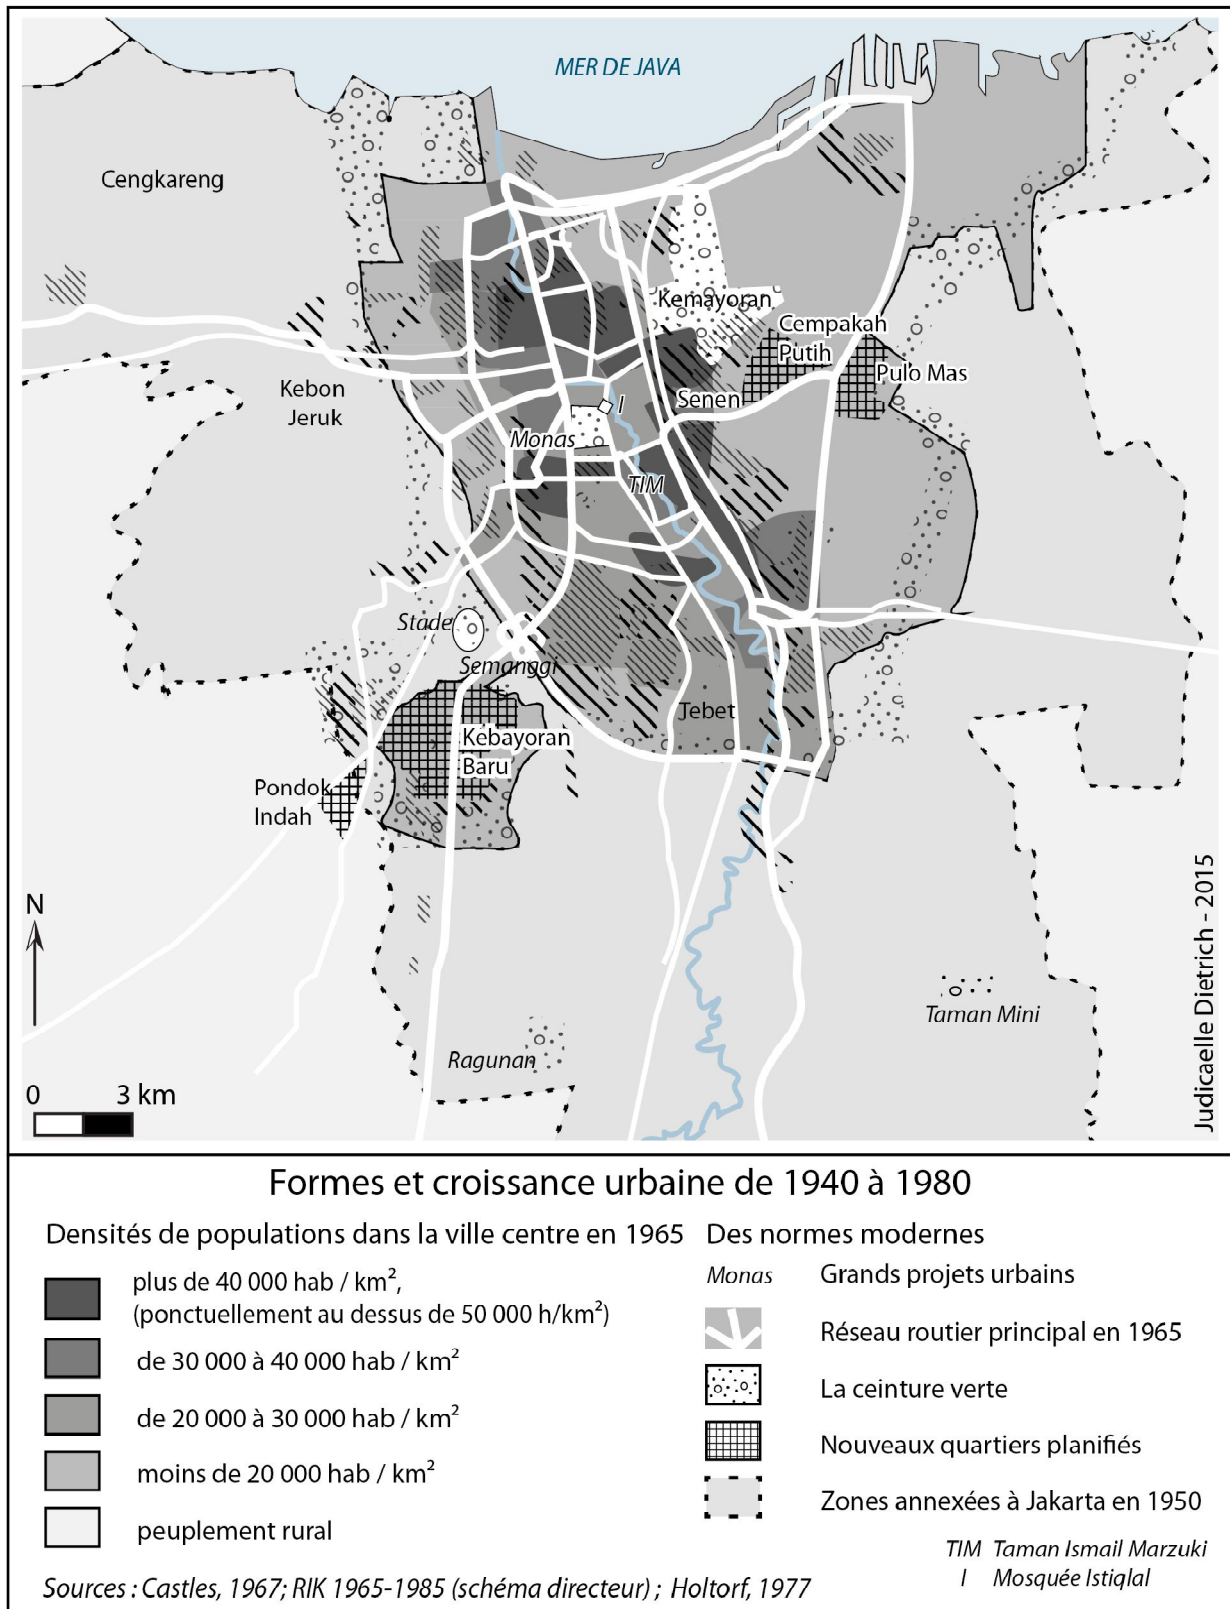 MER DE JAVA
Cengkareng
Kemayoran
Cempakah
Putih
Pulo Mas
Kebon
Jeruk
Senen
I
Monas
TIM
Stade
Semanggi
Tebet
Kebayoran
Baru
Pondok
Indah
N
Taman Mini
Ragunan
0 3 km
Judicaelle Dietrich - 2015
Formes et croissance urbaine de 1940 à 1980
Densités de populations dans la ville centre en 1965
plus de 40 000 hab / km²,
(ponctuellement au dessus de 50 000 h/km²)
de 30 000 à 40 000 hab / km²
de 20 000 à 30 000 hab / km²
moins de 20 000 hab / km²
peuplement rural
Des normes modernes
Monas Grands projets urbains
Réseau routier principal en 1965
La ceinture verte
Nouveaux quartiers planifiés
Zones annexées à Jakarta en 1950
TIM Taman Ismail Marzuki
I Mosquée Istiqlal
Sources : Castles, 1967; RIK 1965-1985 (schéma directeur) ; Holtorf, 1977